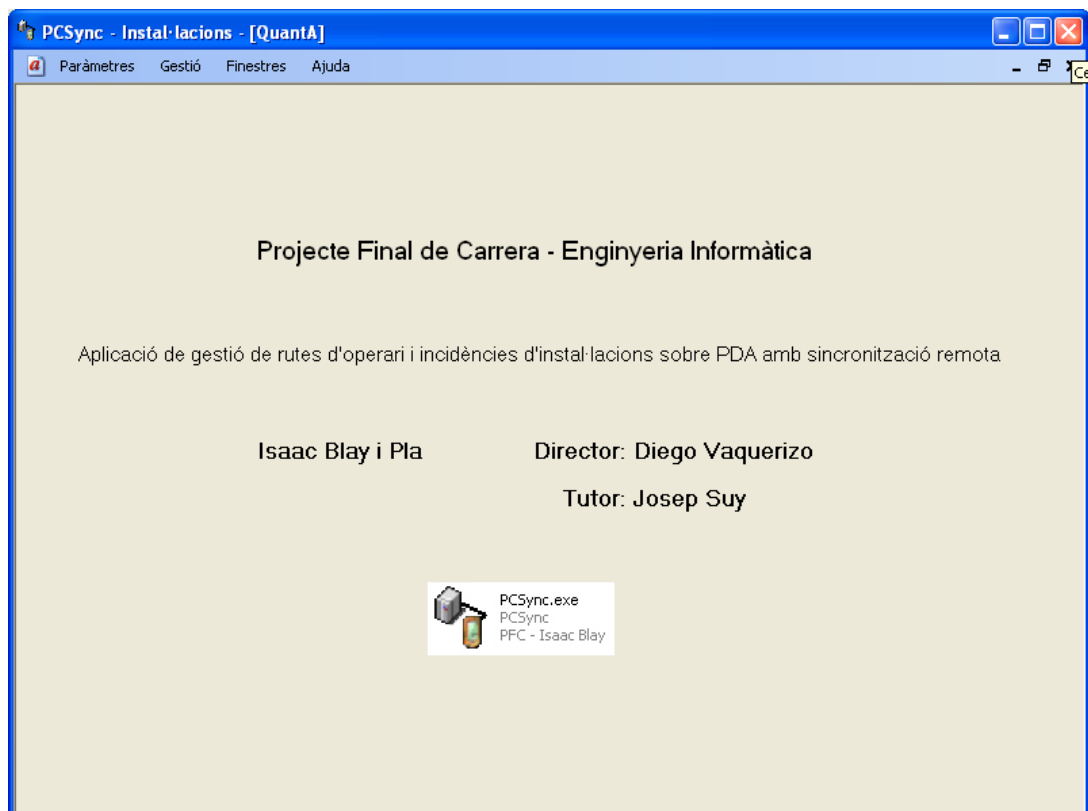 PCSync - Instal·lacions - [QuantA]
Paràmetres Gestió Finestres Ajuda
Projecte Final de Carrera - Enginyeria Informàtica
Aplicació de gestió de rutes d'operari i incidències d'instal·lacions sobre PDA amb sincronització remota
Isaac Blay i Pla Director: Diego Vaquerizo
Tutor: Josep Suy
PCSync.exe
PCSync
PFC - Isaac Blay